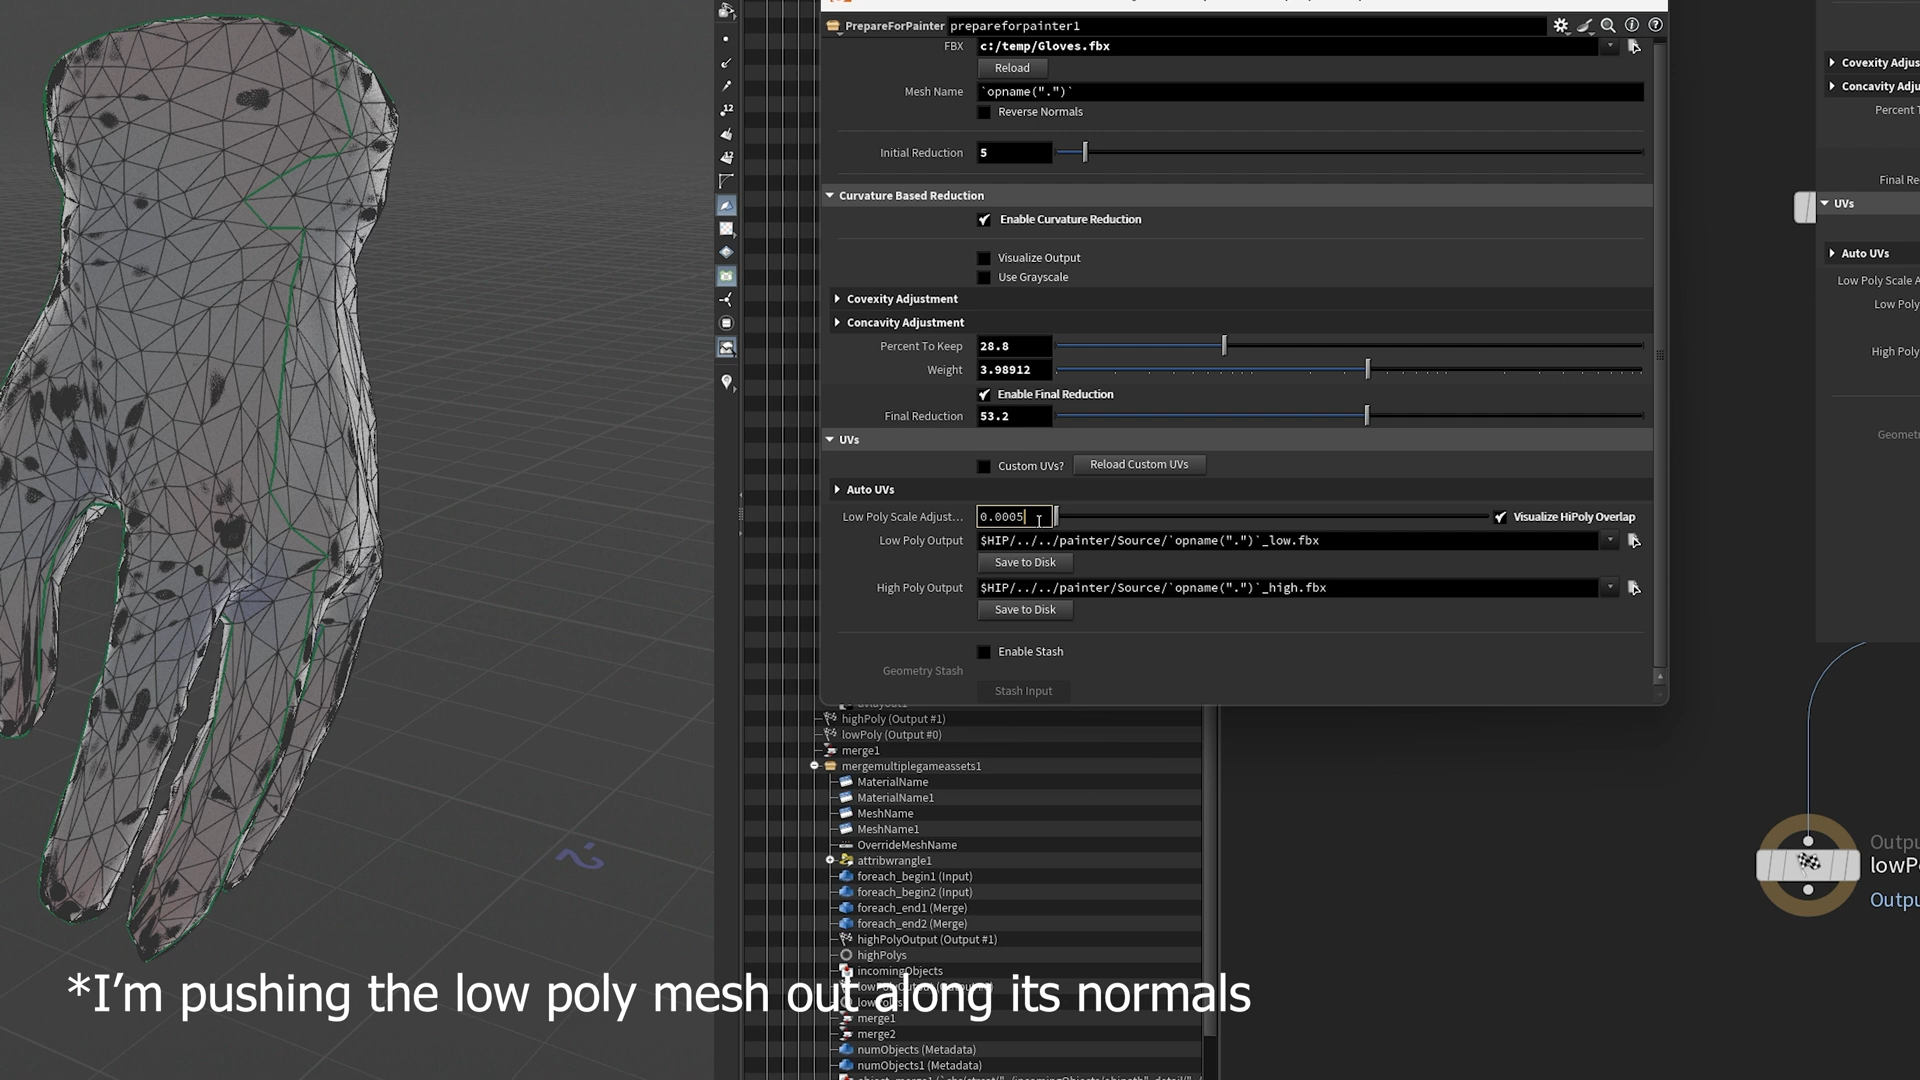 PrepareForPainter prepareforpainter1
FBX c:/temp/Gloves.fbx
Reload
Mesh Name `opname(".")`
Reverse Normals
Initial Reduction 5
Curvature Based Reduction
Enable Curvature Reduction
Visualize Output
Use Grayscale
Covexity Adjustment
Concavity Adjustment
Percent To Keep 28.8
Weight 3.98912
Enable Final Reduction
Final Reduction 53.2
UVs
Custom UVs? Reload Custom UVs
Auto UVs
Low Poly Scale Adjust... 0.0005 Visualize HiPoly Overlap
Low Poly Output $HIP/../../painter/Source/`opname(".")`_low.fbx
Save to Disk
High Poly Output $HIP/../../painter/Source/`opname(".")`_high.fbx
Save to Disk
Enable Stash
Geometry Stash
Stash Input
12
12
highPoly (Output #1)
lowPoly (Output #0)
merge1
mergemultiplegameassets1
MaterialName
MaterialName1
MeshName
MeshName1
OverrideMeshName
attribwrangle1
foreach_begin1 (Input)
foreach_begin2 (Input)
foreach_end1 (Merge)
foreach_end2 (Merge)
highPolyOutput (Output #1)
highPolys
incomingObjects
merge1
merge2
numObjects (Metadata)
numObjects1 (Metadata)
*I'm pushing the low poly mesh out along its normals
Covexity Adjus
Concavity Adju
Percent T
Final Re
UVs
Auto UVs
Low Poly Scale A
Low Poly
High Poly
Geometr
Outpu
lowPo
Outpu